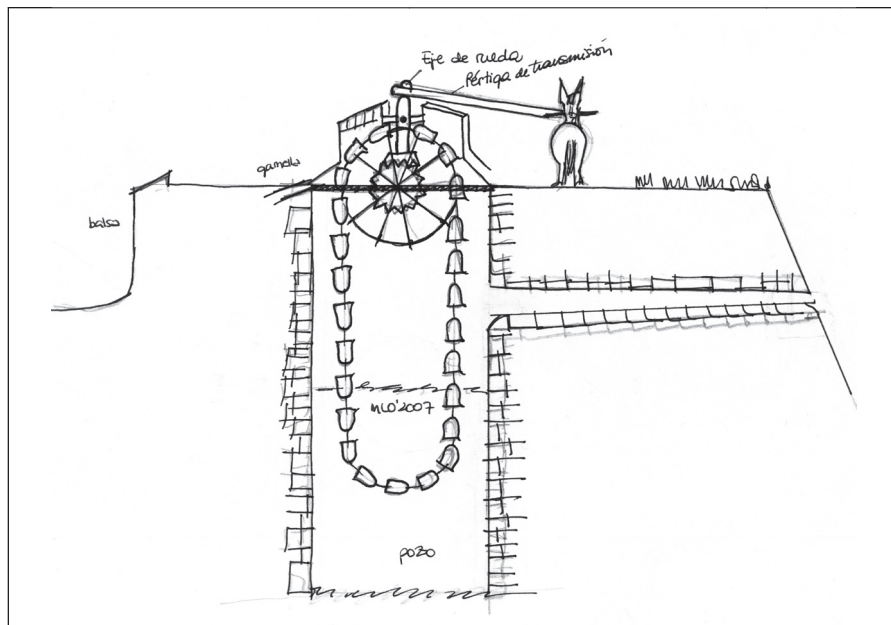 Eje de rueda
Pértiga de transmisión
gamella
balsa
MLO'2007
pozo